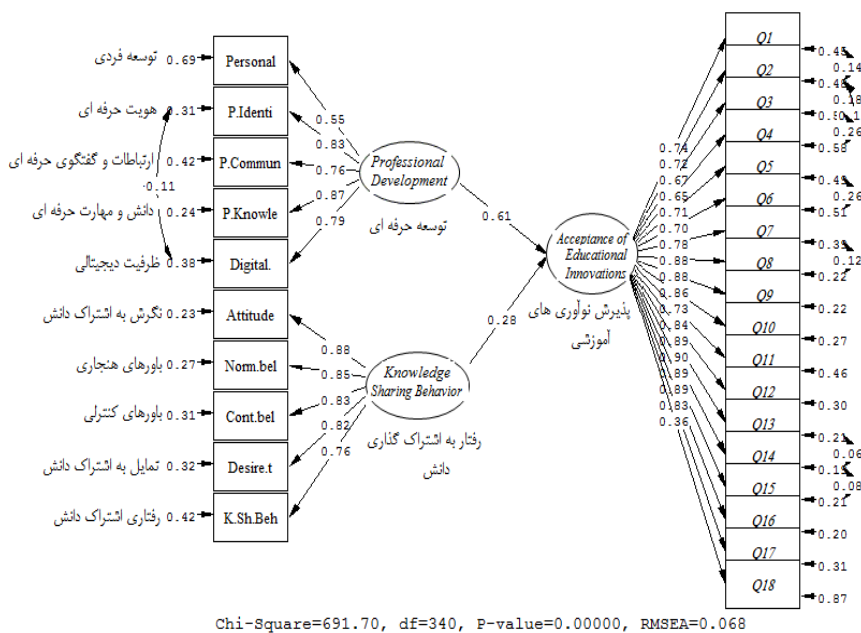 توسعه فردی 0.69 Personal
هویت حرفه ای 0.31 P.Identi
ارتباطات و گفتگوی حرفه ای 0.42 P.Commun
-0.11
دانش و مهارت حرفه ای 0.24 P.Knowle
ظرفیت دیجیتالی 0.38 Digital.
نگرش به اشتراک دانش 0.23 Attitude
باورهای هنجاری 0.27 Norm.bel
باورهای کنترلی 0.31 Cont.bel
تمایل به اشتراک دانش 0.32 Desire.t
رفتاری اشتراک دانش 0.42 K.Sh.Beh
0.55
0.83
0.76
0.87
0.79
0.88
0.85
0.83
0.82
0.76
Professional
Development
توسعه حرفه ای
Knowledge
Sharing Behavior
رفتار به اشتراک گذاری
دانش
0.61
0.28
Acceptance of
Educational
Innovations
پذیرش نوآوری های
آموزشی
0.74
0.72
0.67
0.65
0.71
0.70
0.78
0.88
0.88
0.86
0.73
0.84
0.89
0.90
0.89
0.89
0.83
0.36
Q1
Q2
Q3
Q4
Q5
Q6
Q7
Q8
Q9
Q10
Q11
Q12
Q13
Q14
Q15
Q16
Q17
Q18
0.45
0.14
0.48
0.18
0.58
0.26
0.49
0.26
0.51
0.39
0.12
0.22
0.22
0.27
0.46
0.30
0.21
0.06
0.19
0.08
0.21
0.20
0.31
0.87
Chi-Square=691.70, df=340, P-value=0.00000, RMSEA=0.068